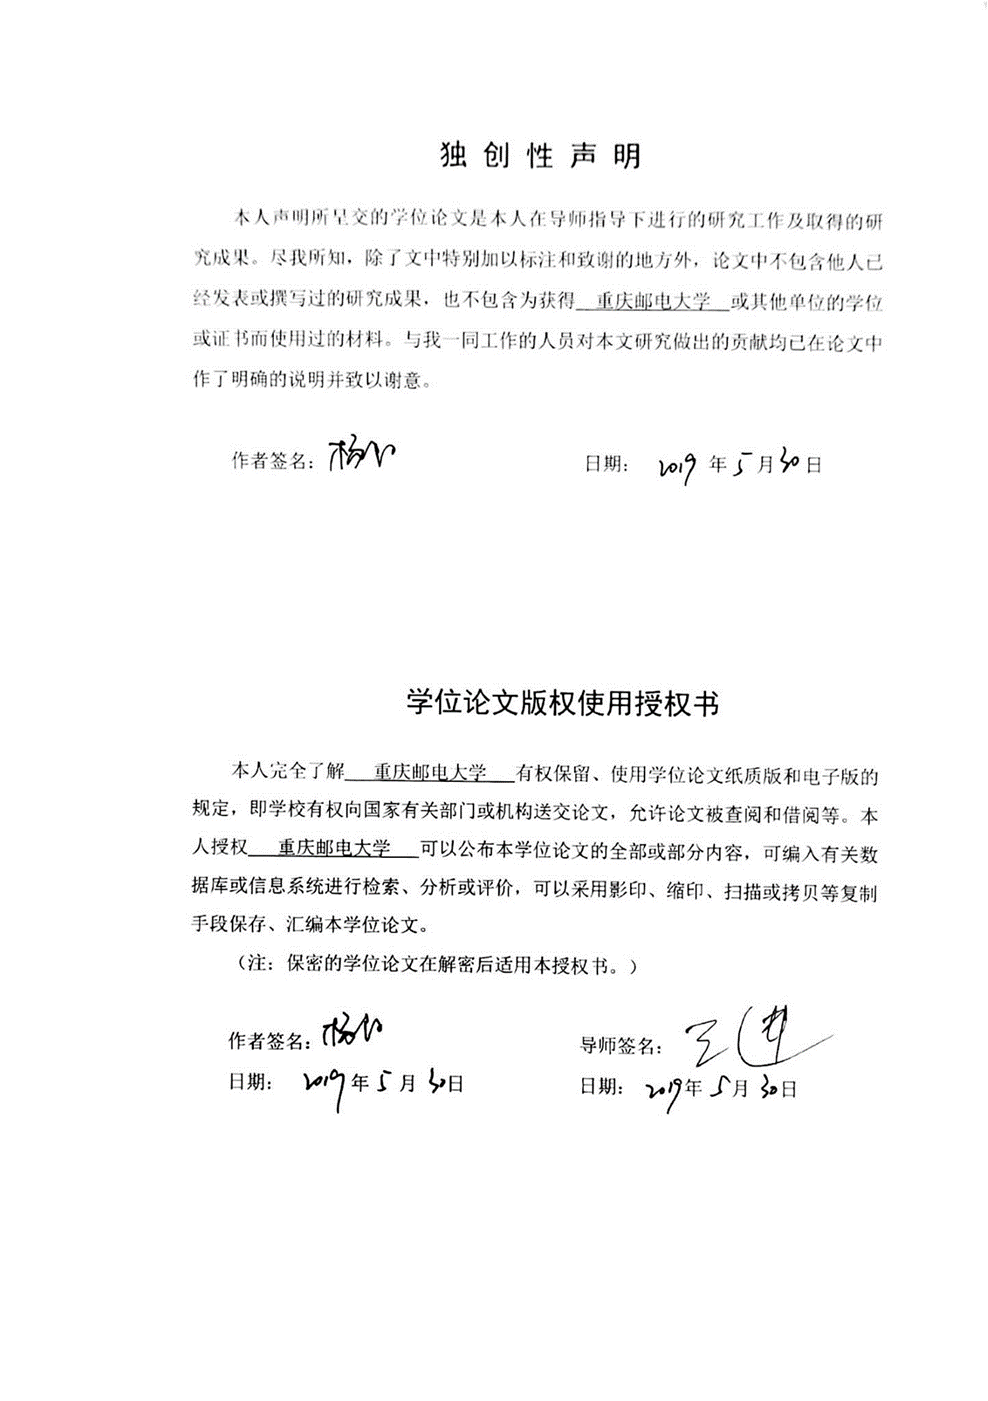 独创性声明
本人声明所呈交的学位论文是本人在导师指导下进行的研究工作及取得的研
究成果。尽我所知，除了文中特别加以标注和致谢的地方外，论文中不包含他人已
经发表或撰写过的研究成果，也不包含为获得 重庆邮电大学 或其他单位的学位
或证书而使用过的材料。与我一同工作的人员对本文研究做出的贡献均已在论文中
作了明确的说明并致以谢意。
作者签名： 杨 日期： 2019 年 5 月 30 日
学位论文版权使用授权书
本人完全了解 重庆邮电大学 有权保留、使用学位论文纸质版和电子版的
规定，即学校有权向国家有关部门或机构送交论文，允许论文被查阅和借阅等。本
人授权 重庆邮电大学 可以公布本学位论文的全部或部分内容，可编入有关数
据库或信息系统进行检索、分析或评价，可以采用影印、缩印、扫描或拷贝等复制
手段保存、汇编本学位论文。
（注：保密的学位论文在解密后适用本授权书。）
作者签名： 杨 导师签名： 王进
日期： 2019 年 5 月 30 日 日期： 2019 年 5 月 30 日